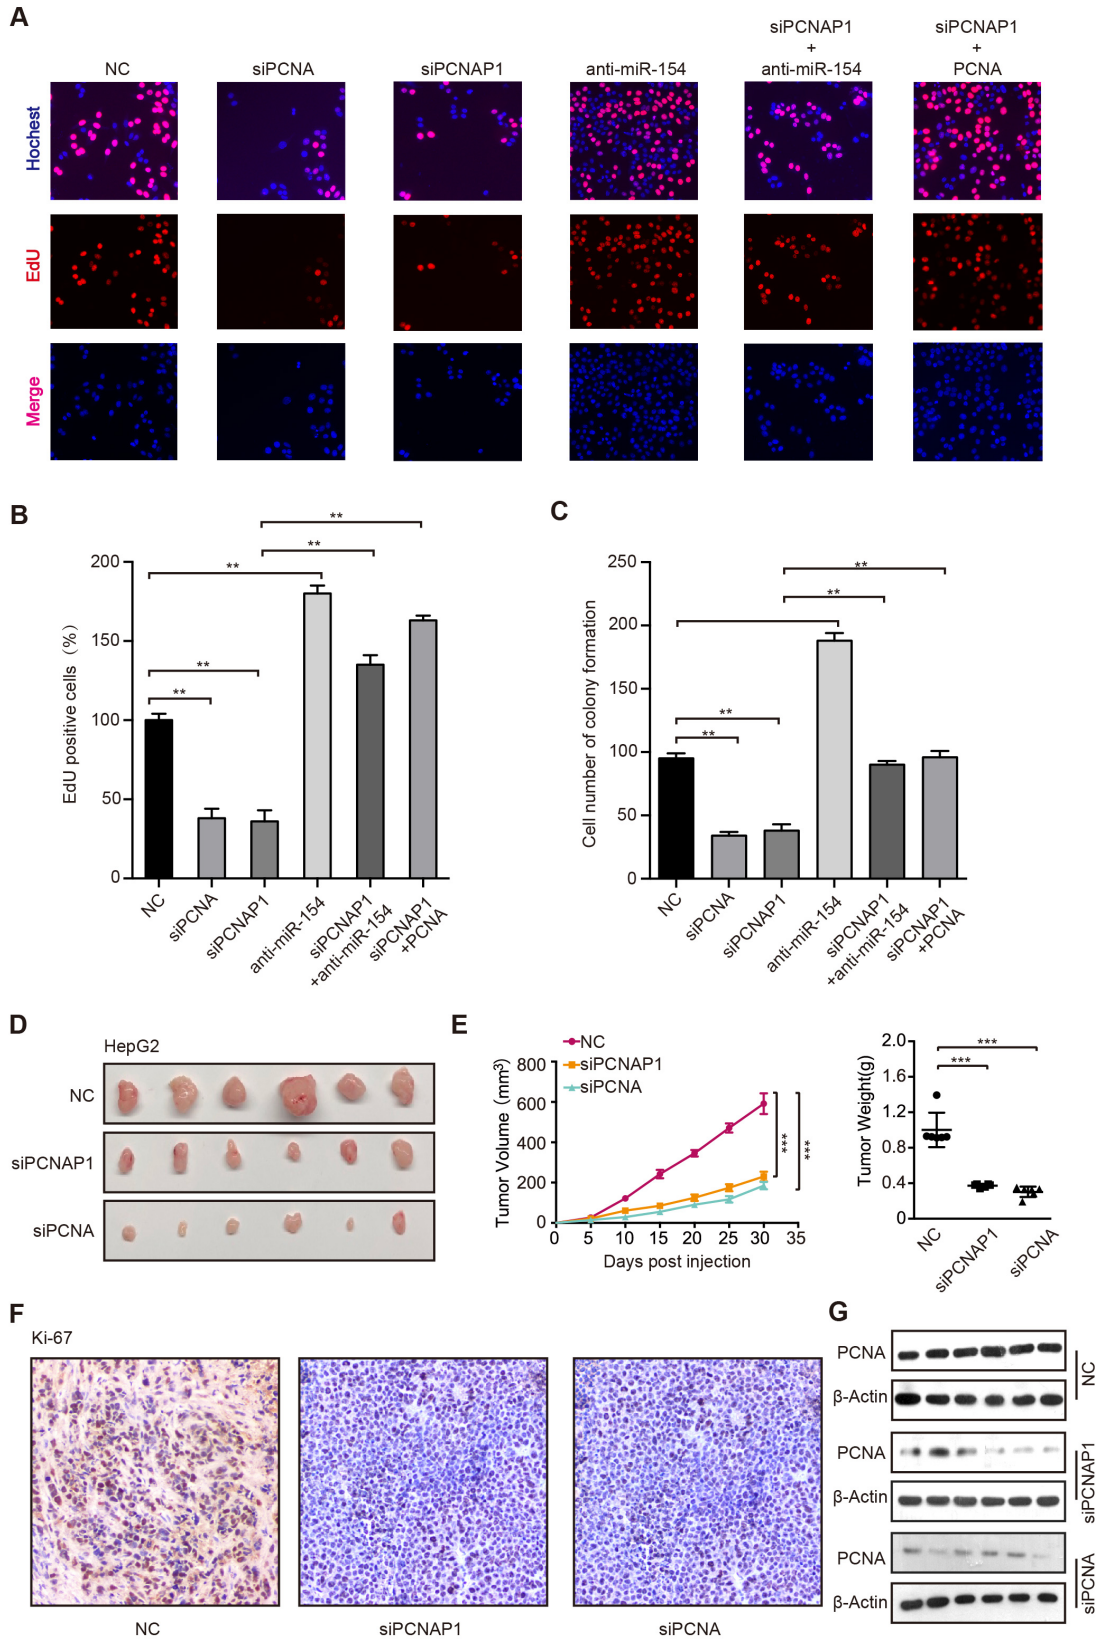 A
NC
siPCNA
siPCNAP1
anti-miR-154
siPCNAP1
+
anti-miR-154
siPCNAP1
+
PCNA
Hochest
EdU
Merge
B
EdU positive cells (%)
200
150
100
50
0
**
**
**
**
**
NC
siPCNA
siPCNAP1
anti-miR-154
siPCNAP1
+anti-miR-154
siPCNAP1
+PCNA
C
Cell number of colony formation
250
200
150
100
50
0
**
**
**
**
NC
siPCNA
siPCNAP1
anti-miR-154
siPCNAP1
+anti-miR-154
siPCNAP1
+PCNA
D
HepG2
NC
siPCNAP1
siPCNA
E
NC
siPCNAP1
siPCNA
Tumor Volume (mm³)
800
600
400
200
0
0 5 10 15 20 25 30 35
Days post injection
***
***
Tumor Weight(g)
2.0
1.6
1.2
0.8
0.4
0
***
***
NC
siPCNAP1
siPCNA
F
Ki-67
NC
siPCNAP1
siPCNA
G
PCNA
β-Actin
NC
PCNA
β-Actin
siPCNAP1
PCNA
β-Actin
siPCNA